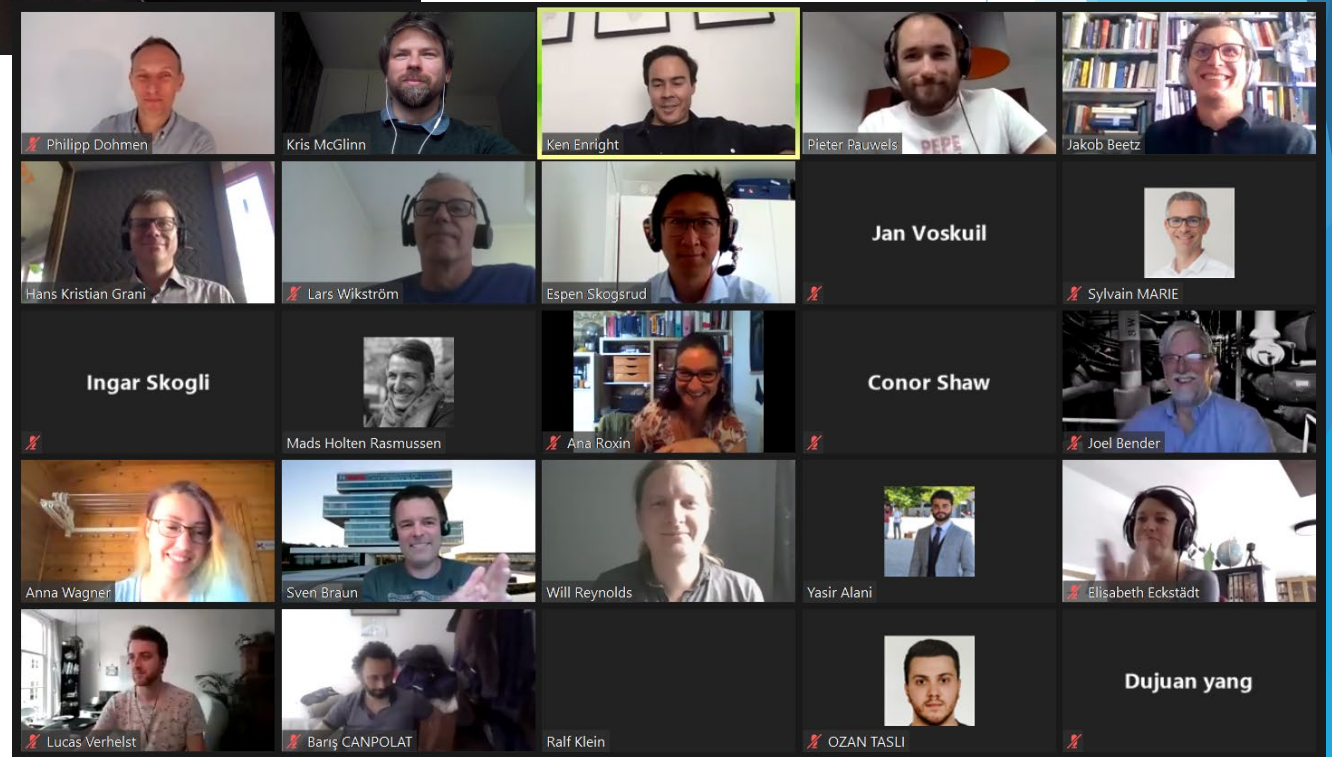 Philipp Dohmen
Kris McGlinn
Ken Enright
Pieter Pauwels
PEPE
Jakob Beetz
Hans Kristian Grani
Lars Wikström
Espen Skogsrud
Jan Voskuil
Sylvain MARIE
Ingar Skogli
Mads Holten Rasmussen
Ana Roxin
Conor Shaw
Joel Bender
Anna Wagner
Sven Braun
Will Reynolds
Yasir Alani
Elisabeth Eckstädt
Lucas Verhelst
Barış CANPOLAT
Ralf Klein
OZAN TASLI
Dujuan yang